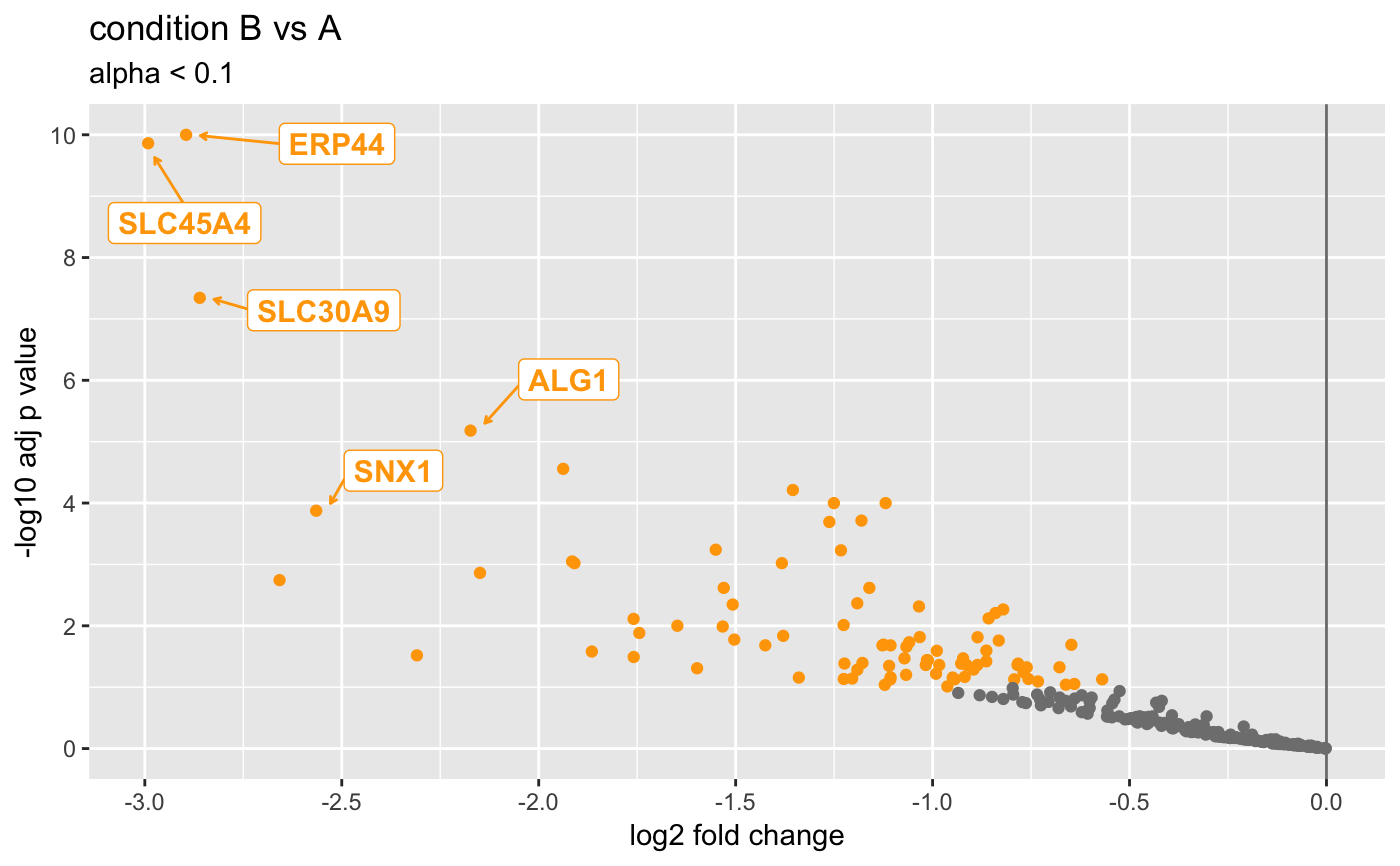 condition B vs A
alpha < 0.1
10
8
6
4
2
0
-log10 adj p value
ERP44
SLC45A4
SLC30A9
ALG1
SNX1
-3.0
-2.5
-2.0
-1.5
-1.0
-0.5
0.0
log2 fold change